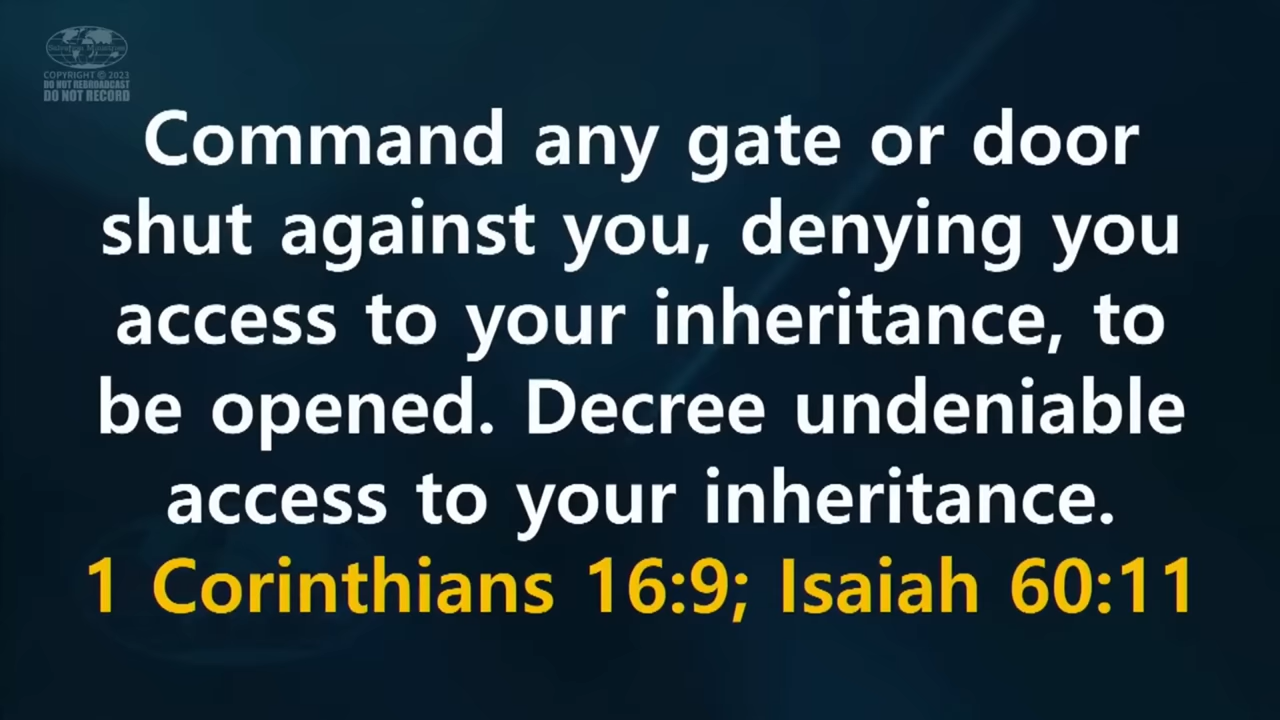 Salvation Ministries
COPYRIGHT © 2023
DO NOT REBROADCAST
DO NOT RECORD
Command any gate or door
shut against you, denying you
access to your inheritance, to
be opened. Decree undeniable
access to your inheritance.
1 Corinthians 16:9; Isaiah 60:11